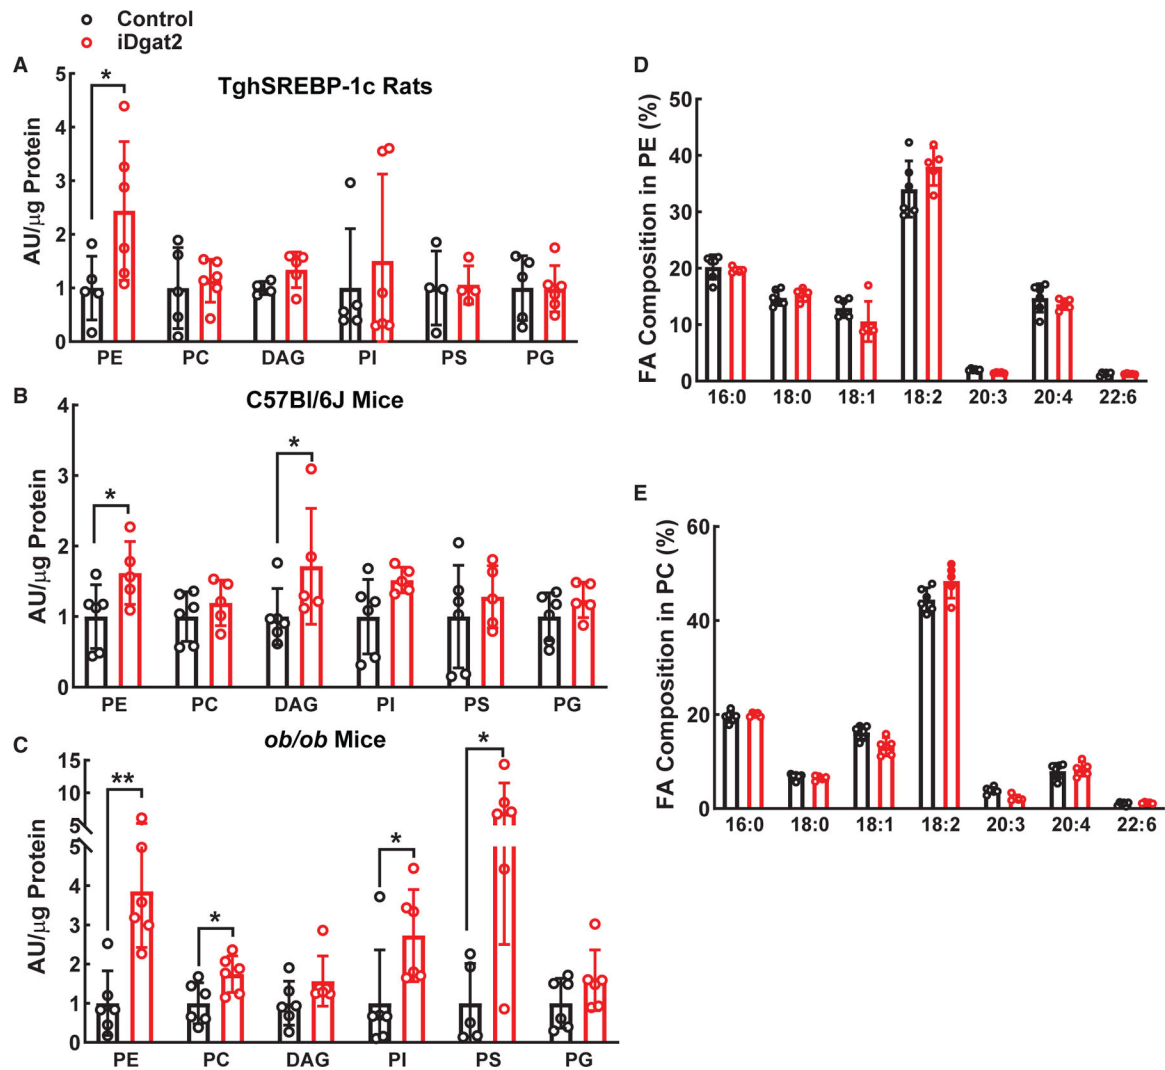 Control
iDgat2
A
TghSREBP-1c Rats
AU/µg Protein
5
4
3
2
1
0
*
PE PC DAG PI PS PG
B
C57Bl/6J Mice
AU/µg Protein
4
3
2
1
0
* *
PE PC DAG PI PS PG
C
ob/ob Mice
AU/µg Protein
15
10
5
4
3
2
1
0
** * * *
PE PC DAG PI PS PG
D
FA Composition in PE (%)
50
40
30
20
10
0
16:0 18:0 18:1 18:2 20:3 20:4 22:6
E
FA Composition in PC (%)
60
40
20
0
16:0 18:0 18:1 18:2 20:3 20:4 22:6